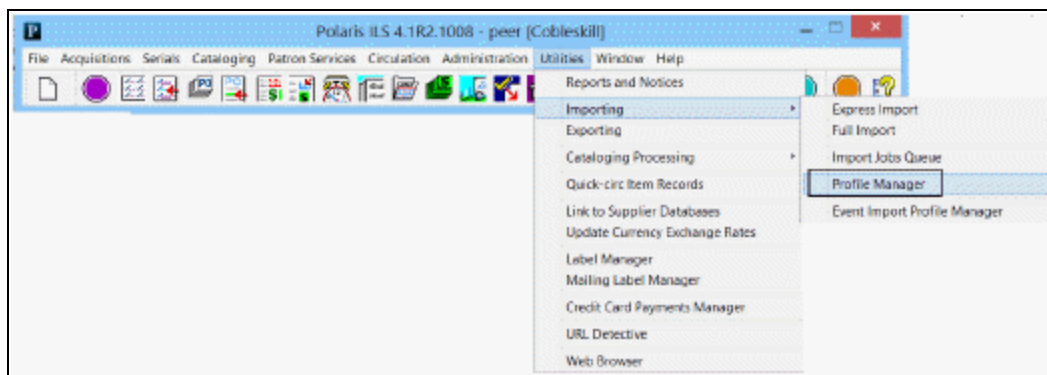 Polaris ILS 4.1R2.1008 - peer [Cobleskill]
File Acquisitions Serials Cataloging Patron Services Circulation Administration Utilities Window Help
Reports and Notices
Importing
Exporting
Cataloging Processing
Quick-circ Item Records
Link to Supplier Databases
Update Currency Exchange Rates
Label Manager
Mailing Label Manager
Credit Card Payments Manager
URL Detective
Web Browser
Express Import
Full Import
Import Jobs Queue
Profile Manager
Event Import Profile Manager